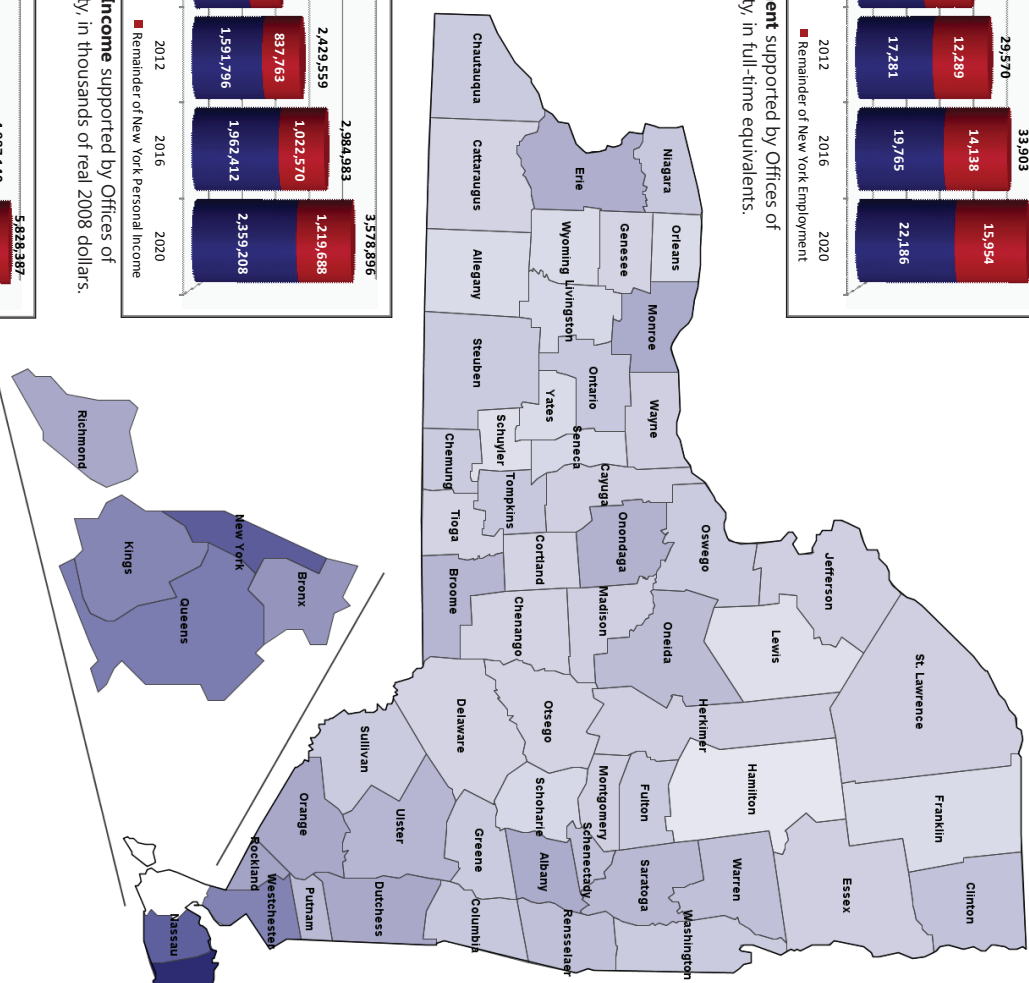 33,903
29,570
12,289 14,138 15,954
17,281 19,765 22,186
2012 2016 2020
Remainder of New York Employment
ent supported by Offices of
ty, in full-time equivalents.
Clinton
Franklin
St. Lawrence
Essex
Jefferson
Lewis
Hamilton
Warren
Oswego
Herkimer
Washington
Niagara
Orleans
Monroe
Wayne
Oneida
Fulton
Saratoga
Genesee
Cayuga
Onondaga
Madison
Montgomery
Schenectady
Erie
Wyoming
Livingston
Ontario
Seneca
Yates
Otsego
Schoharie
Albany
Rensselaer
Cortland
Chenango
Tompkins
Schuyler
Chautauqua
Cattaraugus
Allegany
Steuben
Chemung
Tioga
Broome
Delaware
Greene
Columbia
Ulster
Dutchess
Sullivan
Orange
Putnam
Rockland
Westchester
Nassau
Bronx
New York
Queens
Kings
Richmond
3,578,896
2,984,983
2,429,559
837,763 1,022,570 1,219,688
1,591,796 1,962,412 2,359,208
2012 2016 2020
Remainder of New York Personal Income
Income supported by Offices of
ty, in thousands of real 2008 dollars.
5,828,387